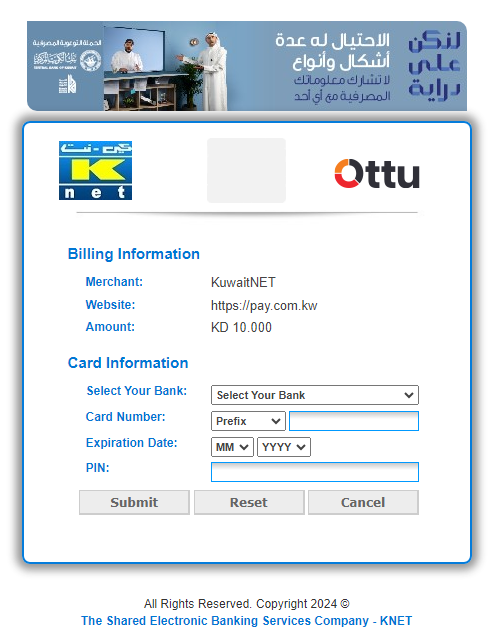 الحملة التوعوية المصرفية
CENTRAL BANK OF KUWAIT
الاحتيال له عدة
أشكال وأنواع
لا تشارك معلوماتك
المصرفية مع أي أحد
لنكن
على
دراية
كي-نت
K
net
Ottu
Billing Information
Merchant: KuwaitNET
Website: https://pay.com.kw
Amount: KD 10.000
Card Information
Select Your Bank: Select Your Bank
Card Number: Prefix
Expiration Date: MM YYYY
PIN:
Submit Reset Cancel
All Rights Reserved. Copyright 2024 ©
The Shared Electronic Banking Services Company - KNET